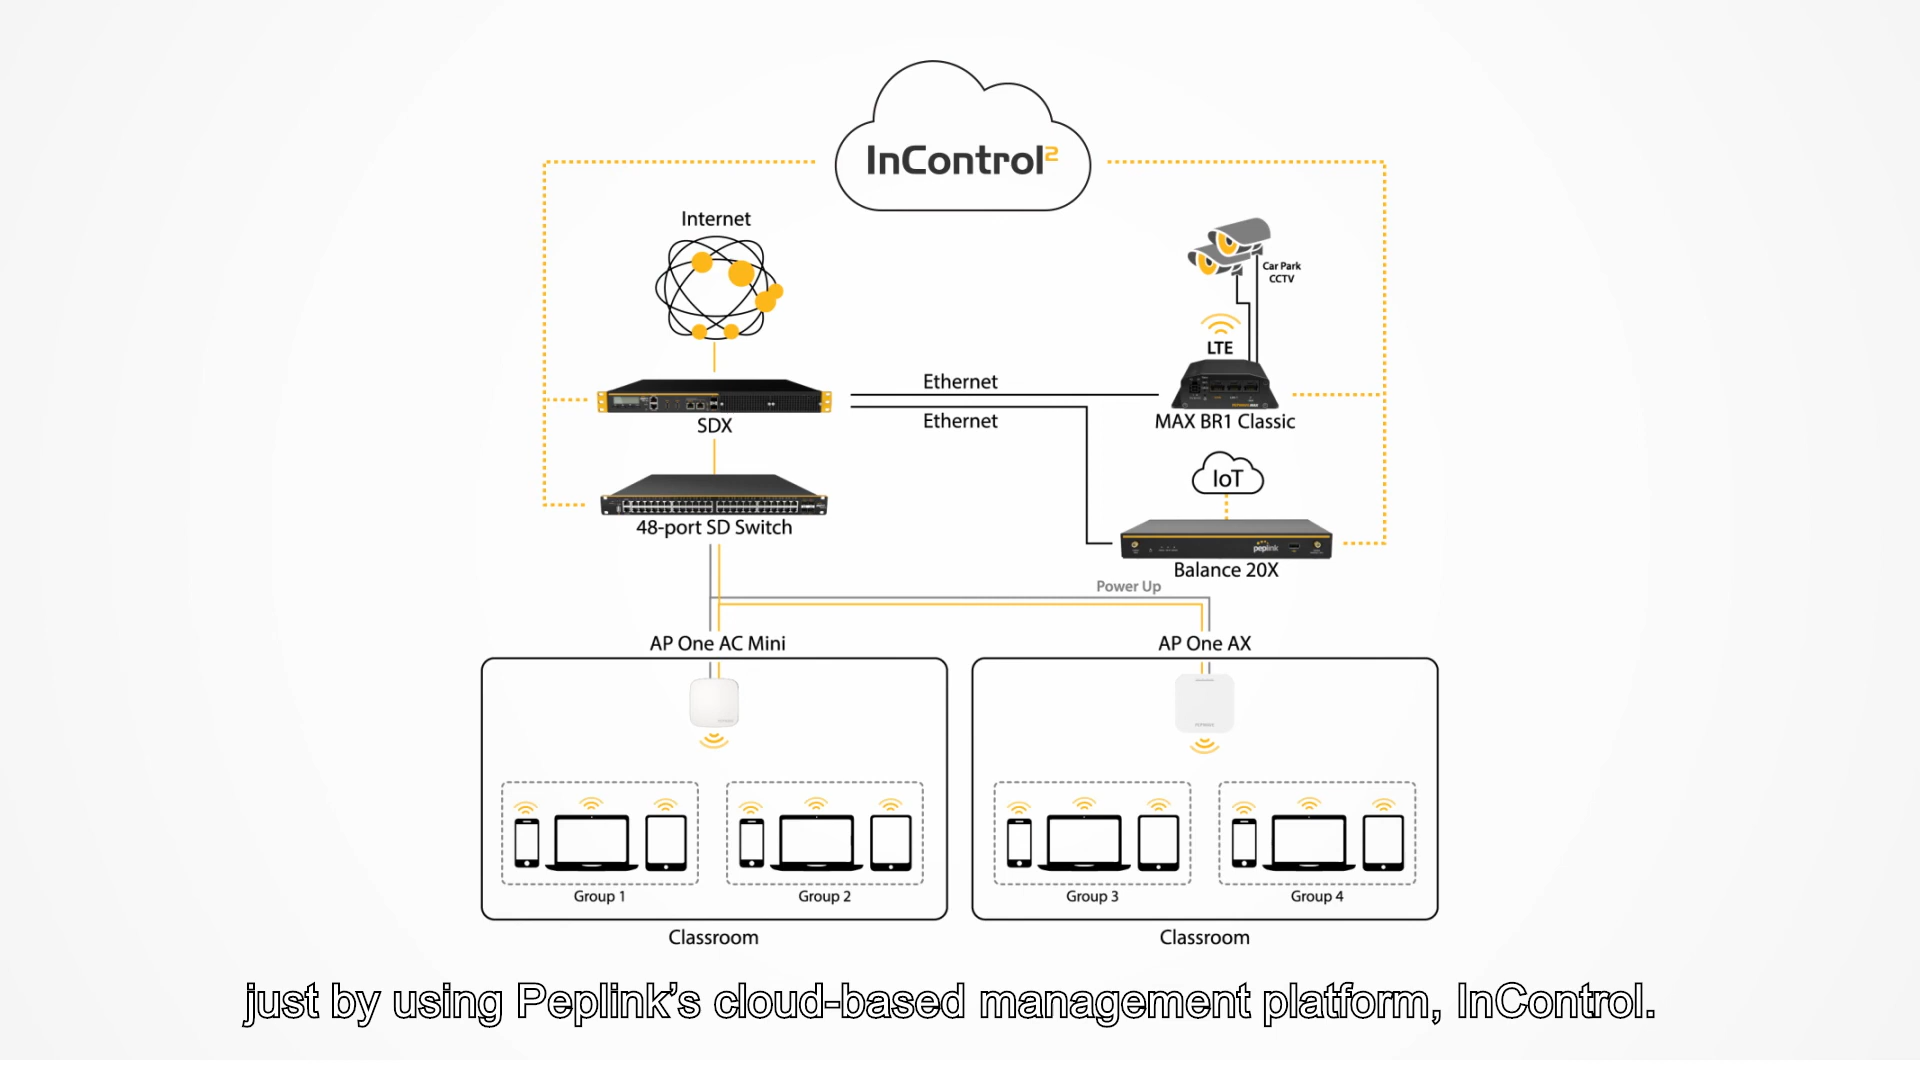 InControl²
Internet
Car Park
CCTV
LTE
Ethernet
Ethernet
SDX
MAX BR1 Classic
IoT
48-port SD Switch
peplink
Balance 20X
Power Up
AP One AC Mini
AP One AX
Group 1
Group 2
Group 3
Group 4
Classroom
Classroom
just by using Peplink’s cloud-based management platform, InControl.